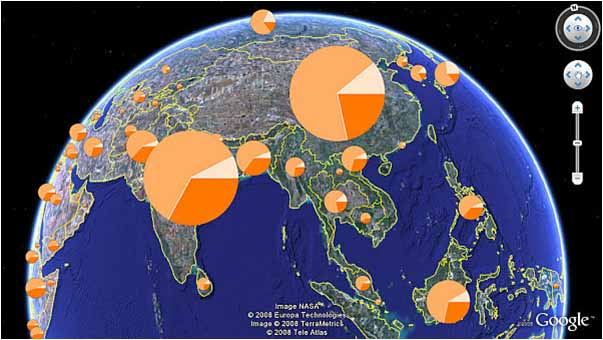 N
Image NASA
© 2008 Europa Technologies
Image © 2008 TerraMetrics
© 2008 Tele Atlas
Google